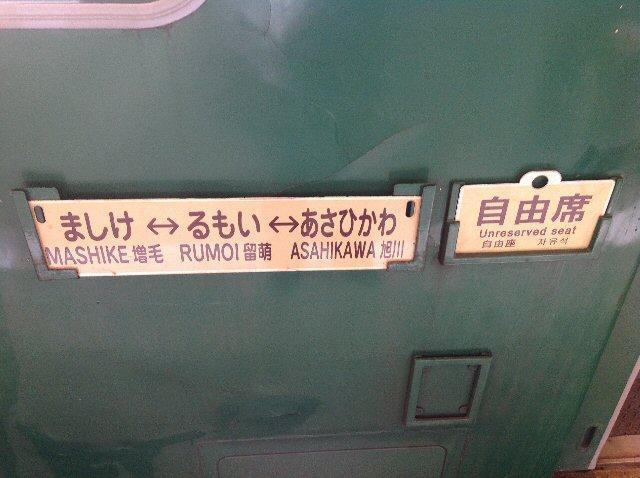 ましけ ↔ るもい ↔ あさひかわ
MASHIKE 増毛 RUMOI 留萌 ASAHIKAWA 旭川
自由席
Unreserved seat
自由座 자유석